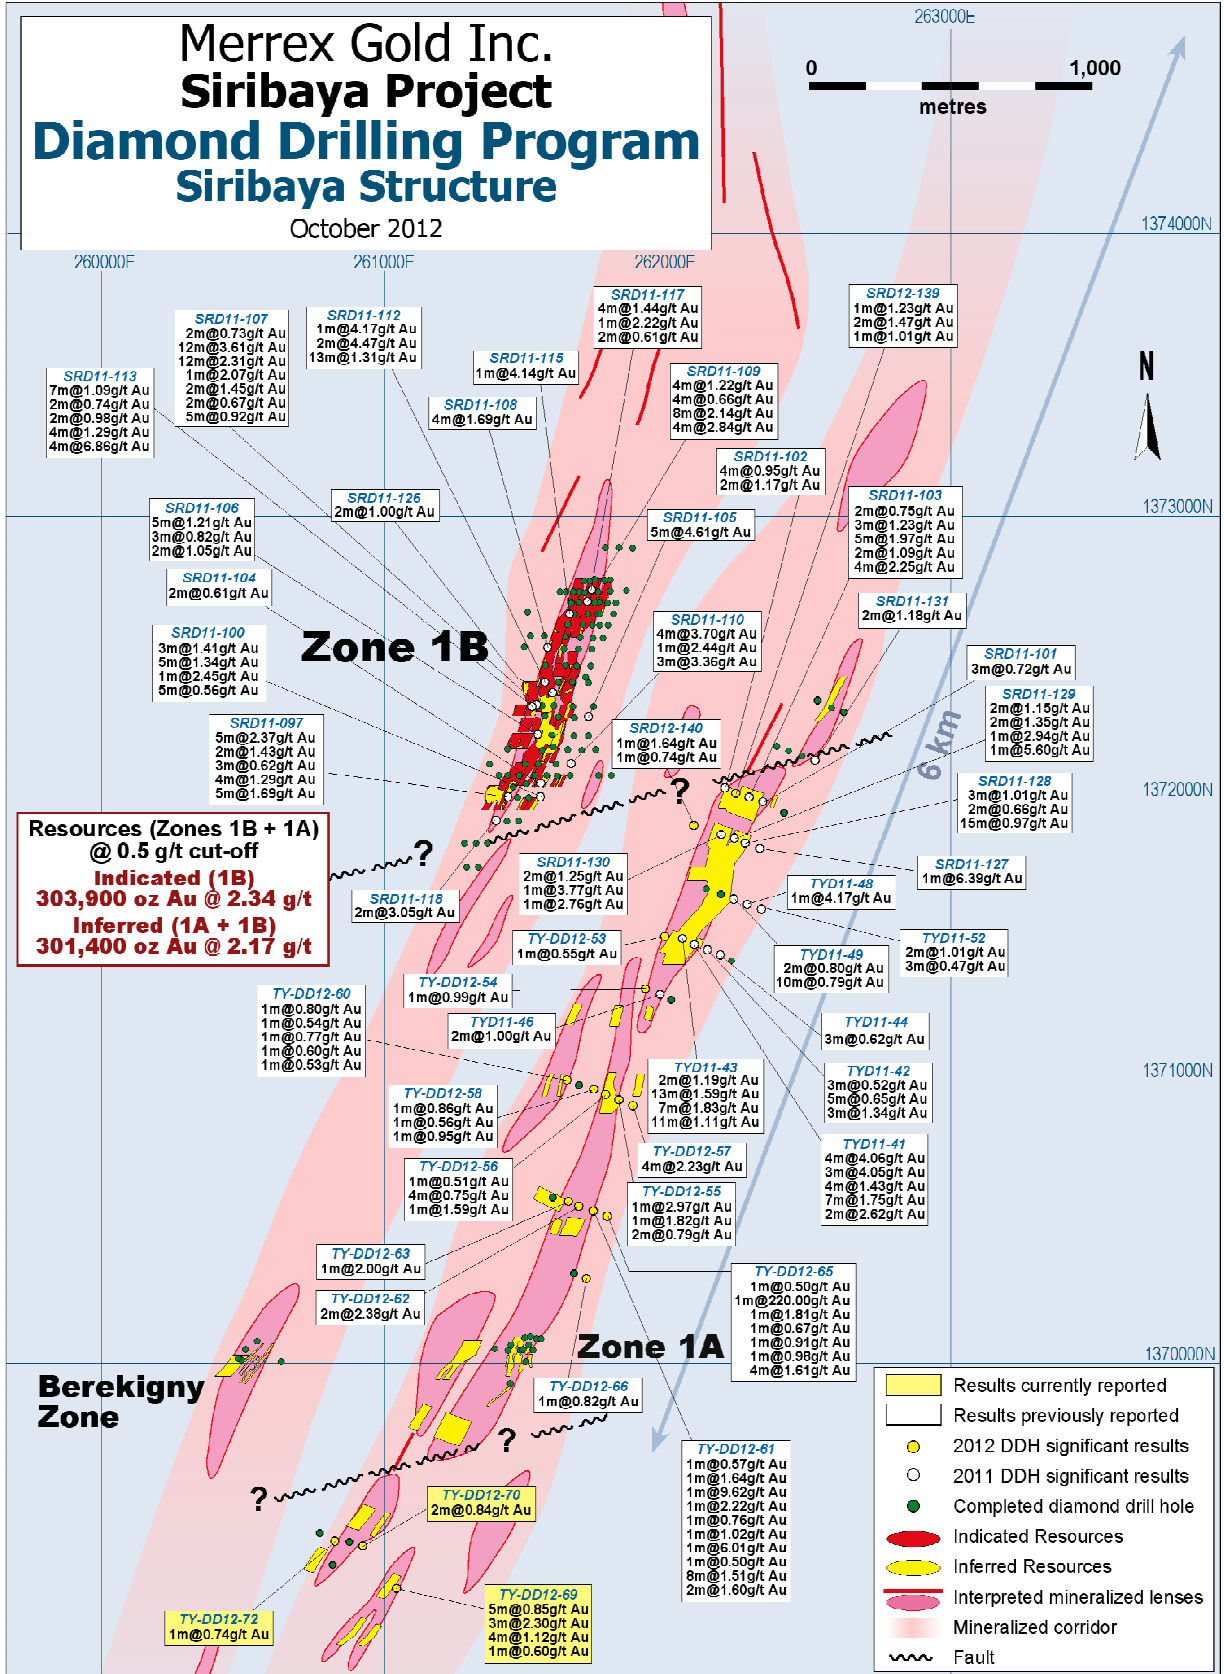 Merrex Gold Inc.
Siribaya Project
Diamond Drilling Program
Siribaya Structure
October 2012
263000E
0 1,000
metres
1374000N
260000E
261000E
262000E
SRD11-117
4m@1.44g/t Au
1m@2.22g/t Au
2m@0.61g/t Au
SRD12-139
1m@1.23g/t Au
2m@1.47g/t Au
1m@1.01g/t Au
SRD11-107
2m@0.73g/t Au
12m@3.61g/t Au
12m@2.31g/t Au
1m@2.07g/t Au
2m@1.45g/t Au
2m@0.67g/t Au
5m@0.92g/t Au
SRD11-112
1m@4.17g/t Au
2m@4.47g/t Au
13m@1.31g/t Au
SRD11-115
1m@4.14g/t Au
SRD11-113
7m@1.09g/t Au
2m@0.74g/t Au
2m@0.98g/t Au
4m@1.29g/t Au
4m@6.86g/t Au
SRD11-108
4m@1.69g/t Au
SRD11-109
4m@1.22g/t Au
4m@0.66g/t Au
8m@2.14g/t Au
4m@2.84g/t Au
N
SRD11-102
4m@0.95g/t Au
2m@1.17g/t Au
SRD11-103
2m@0.75g/t Au
3m@1.23g/t Au
5m@1.97g/t Au
2m@1.09g/t Au
4m@2.25g/t Au
1373000N
SRD11-126
2m@1.00g/t Au
SRD11-106
5m@1.21g/t Au
3m@0.82g/t Au
2m@1.05g/t Au
SRD11-105
5m@4.61g/t Au
SRD11-104
2m@0.61g/t Au
SRD11-131
2m@1.18g/t Au
SRD11-100
3m@1.41g/t Au
5m@1.34g/t Au
1m@2.45g/t Au
5m@0.56g/t Au
Zone 1B
SRD11-110
4m@3.70g/t Au
1m@2.44g/t Au
3m@3.36g/t Au
SRD11-101
3m@0.72g/t Au
SRD11-129
2m@1.15g/t Au
2m@1.35g/t Au
1m@2.94g/t Au
1m@5.60g/t Au
SRD11-097
5m@2.37g/t Au
2m@1.43g/t Au
3m@0.62g/t Au
4m@1.29g/t Au
5m@1.69g/t Au
SRD12-140
1m@1.64g/t Au
1m@0.74g/t Au
6 km
?
1372000N
SRD11-128
3m@1.01g/t Au
2m@0.66g/t Au
15m@0.97g/t Au
Resources (Zones 1B + 1A)
@ 0.5 g/t cut-off
Indicated (1B)
303,900 oz Au @ 2.34 g/t
Inferred (1A + 1B)
301,400 oz Au @ 2.17 g/t
?
SRD11-130
2m@1.25g/t Au
1m@3.77g/t Au
1m@2.76g/t Au
SRD11-127
1m@6.39g/t Au
SRD11-118
2m@3.05g/t Au
TYD11-48
1m@4.17g/t Au
TY-DD12-53
1m@0.55g/t Au
TYD11-49
2m@0.80g/t Au
10m@0.79g/t Au
TYD11-52
2m@1.01g/t Au
3m@0.47g/t Au
TY-DD12-54
1m@0.99g/t Au
TY-DD12-60
1m@0.80g/t Au
1m@0.54g/t Au
1m@0.77g/t Au
1m@0.60g/t Au
1m@0.53g/t Au
TYD11-46
2m@1.00g/t Au
TYD11-44
3m@0.62g/t Au
1371000N
TYD11-43
2m@1.19g/t Au
13m@1.59g/t Au
7m@1.83g/t Au
11m@1.11g/t Au
TYD11-42
3m@0.52g/t Au
5m@0.65g/t Au
3m@1.34g/t Au
TY-DD12-58
1m@0.86g/t Au
1m@0.56g/t Au
1m@0.95g/t Au
TY-DD12-57
4m@2.23g/t Au
TYD11-41
4m@4.06g/t Au
3m@4.05g/t Au
4m@1.43g/t Au
7m@1.75g/t Au
2m@2.62g/t Au
TY-DD12-56
1m@0.51g/t Au
4m@0.75g/t Au
1m@1.59g/t Au
TY-DD12-55
1m@2.97g/t Au
1m@1.82g/t Au
2m@0.79g/t Au
TY-DD12-63
1m@2.00g/t Au
TY-DD12-62
2m@2.38g/t Au
TY-DD12-65
1m@0.50g/t Au
1m@220.00g/t Au
1m@1.81g/t Au
1m@0.67g/t Au
1m@0.91g/t Au
1m@0.98g/t Au
4m@1.61g/t Au
Zone 1A
1370000N
Berekigny
Zone
TY-DD12-66
1m@0.82g/t Au
?
?
TY-DD12-61
1m@0.57g/t Au
1m@1.64g/t Au
1m@9.62g/t Au
1m@2.22g/t Au
1m@0.76g/t Au
1m@1.02g/t Au
1m@6.01g/t Au
1m@0.50g/t Au
8m@1.51g/t Au
2m@1.60g/t Au
TY-DD12-70
2m@0.84g/t Au
TY-DD12-69
5m@0.85g/t Au
3m@2.30g/t Au
4m@1.12g/t Au
1m@0.60g/t Au
TY-DD12-72
1m@0.74g/t Au
Results currently reported
Results previously reported
2012 DDH significant results
2011 DDH significant results
Completed diamond drill hole
Indicated Resources
Inferred Resources
Interpreted mineralized lenses
Mineralized corridor
Fault